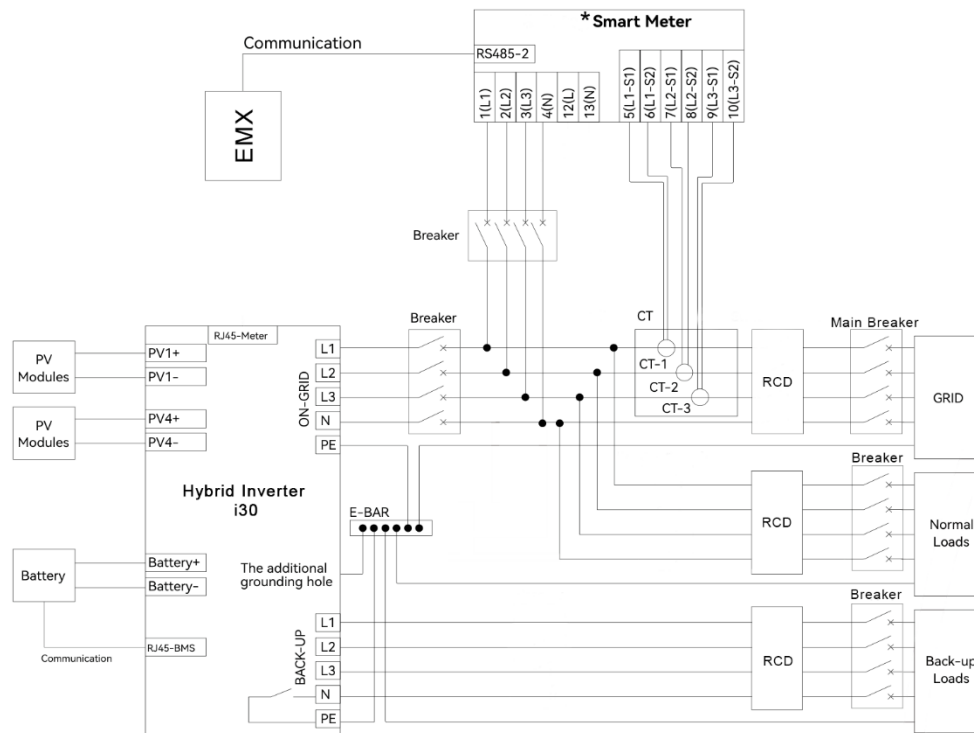 *Smart Meter
Communication
RS485-2
EMX
1(L1)
2(L2)
3(L3)
4(N)
12(L)
13(N)
5(L1-S1)
6(L1-S2)
7(L2-S1)
8(L2-S2)
9(L3-S1)
10(L3-S2)
Breaker
Breaker
CT
Main Breaker
RJ45-Meter
PV
Modules
PV1+
PV1-
ON-GRID
L1
L2
L3
N
PE
CT-1
CT-2
CT-3
RCD
GRID
PV
Modules
PV4+
PV4-
Hybrid Inverter
i30
E-BAR
Breaker
RCD
Normal
Loads
Battery
Battery+
Battery-
The additional
grounding hole
Breaker
RJ45-BMS
Communication
BACK-UP
L1
L2
L3
N
PE
RCD
Back-up
Loads